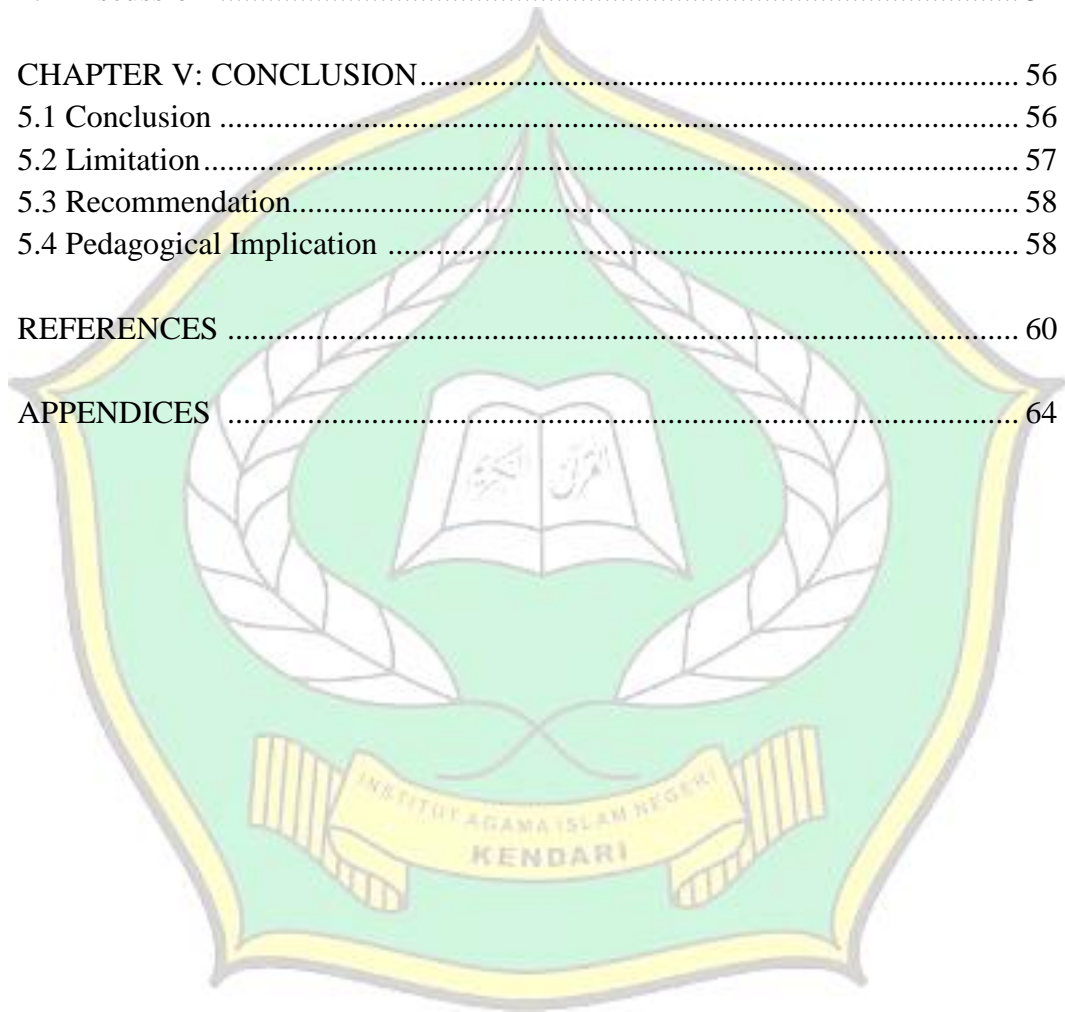 CHAPTER V: CONCLUSION........................................................................................ 56
5.1 Conclusion ....................................................................................................................... 56
5.2 Limitation......................................................................................................................... 57
5.3 Recommendation............................................................................................................ 58
5.4 Pedagogical Implication ............................................................................................. 58
REFERENCES ..................................................................................................................... 60
APPENDICES ..................................................................................................................... 64
INSTITUT AGAMA ISLAM NEGERI
KENDARI